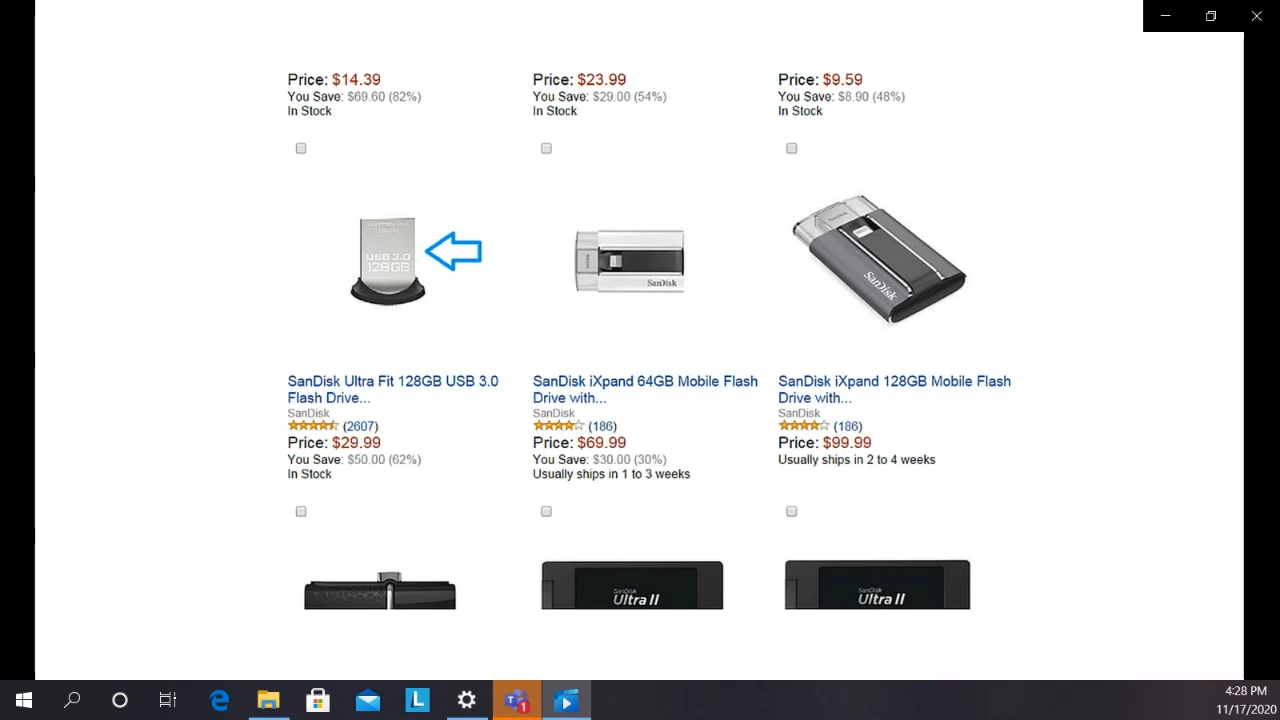 Price: $14.39
You Save: $69.60 (82%)
In Stock
Price: $23.99
You Save: $29.00 (54%)
In Stock
Price: $9.59
You Save: $8.90 (48%)
In Stock
USB 3.0
128GB
SanDisk
SanDisk
SanDisk
SanDisk
SanDisk Ultra Fit 128GB USB 3.0
Flash Drive...
SanDisk
(2607)
Price: $29.99
You Save: $50.00 (62%)
In Stock
SanDisk iXpand 64GB Mobile Flash
Drive with...
SanDisk
(186)
Price: $69.99
You Save: $30.00 (30%)
Usually ships in 1 to 3 weeks
SanDisk iXpand 128GB Mobile Flash
Drive with...
SanDisk
(186)
Price: $99.99
Usually ships in 2 to 4 weeks
SanDisk
Ultra II
SanDisk
Ultra II
L
T
1
4:28 PM
11/17/2020